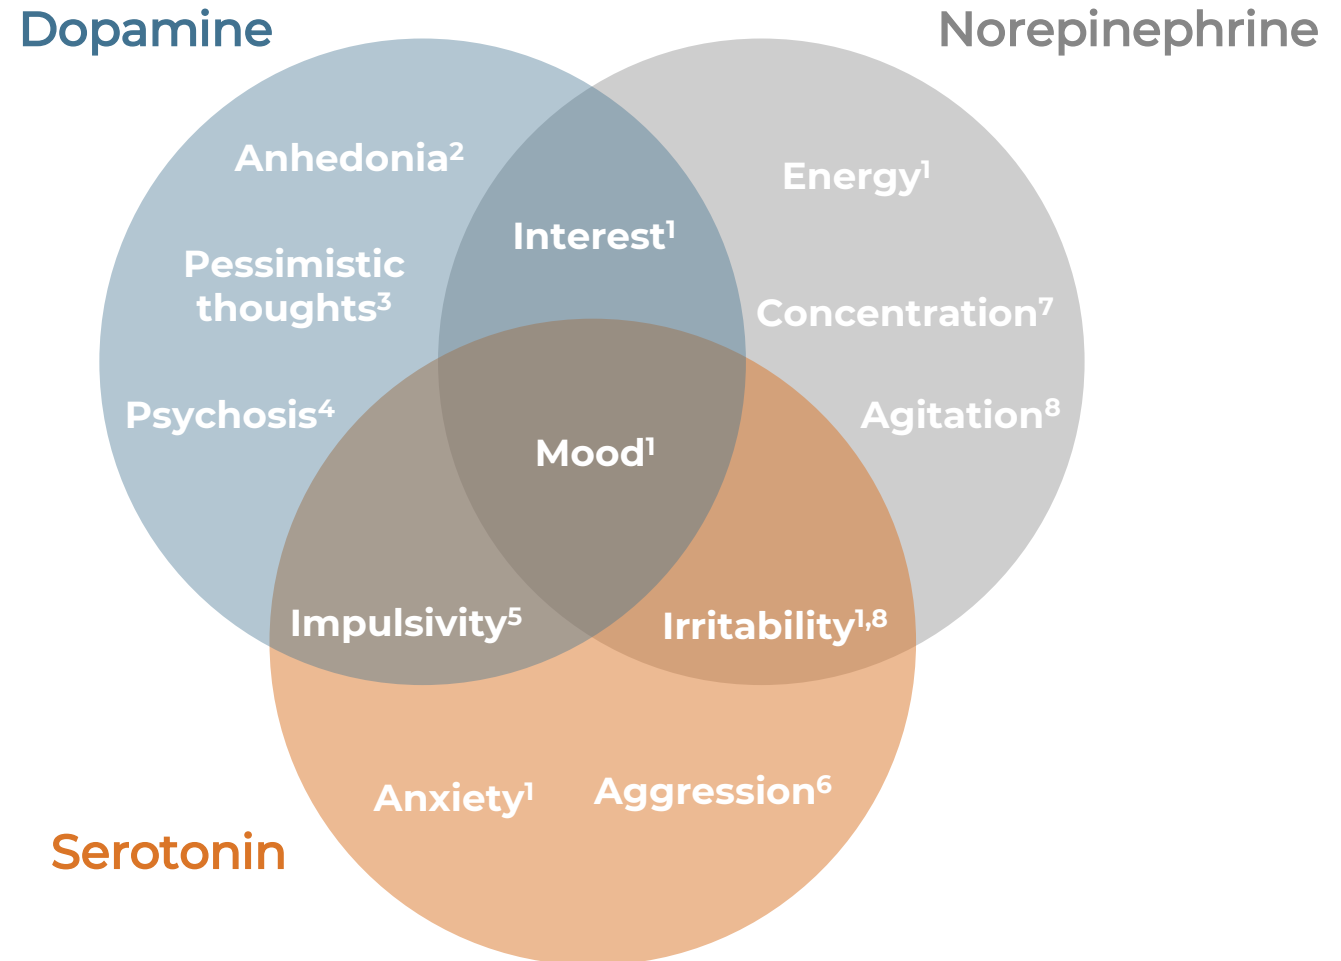 Dopamine
Norepinephrine
Anhedonia²
Energy¹
Interest¹
Pessimistic
thoughts³
Concentration⁷
Psychosis⁴
Agitation⁸
Mood¹
Impulsivity⁵
Irritability¹,⁸
Anxiety¹
Aggression⁶
Serotonin